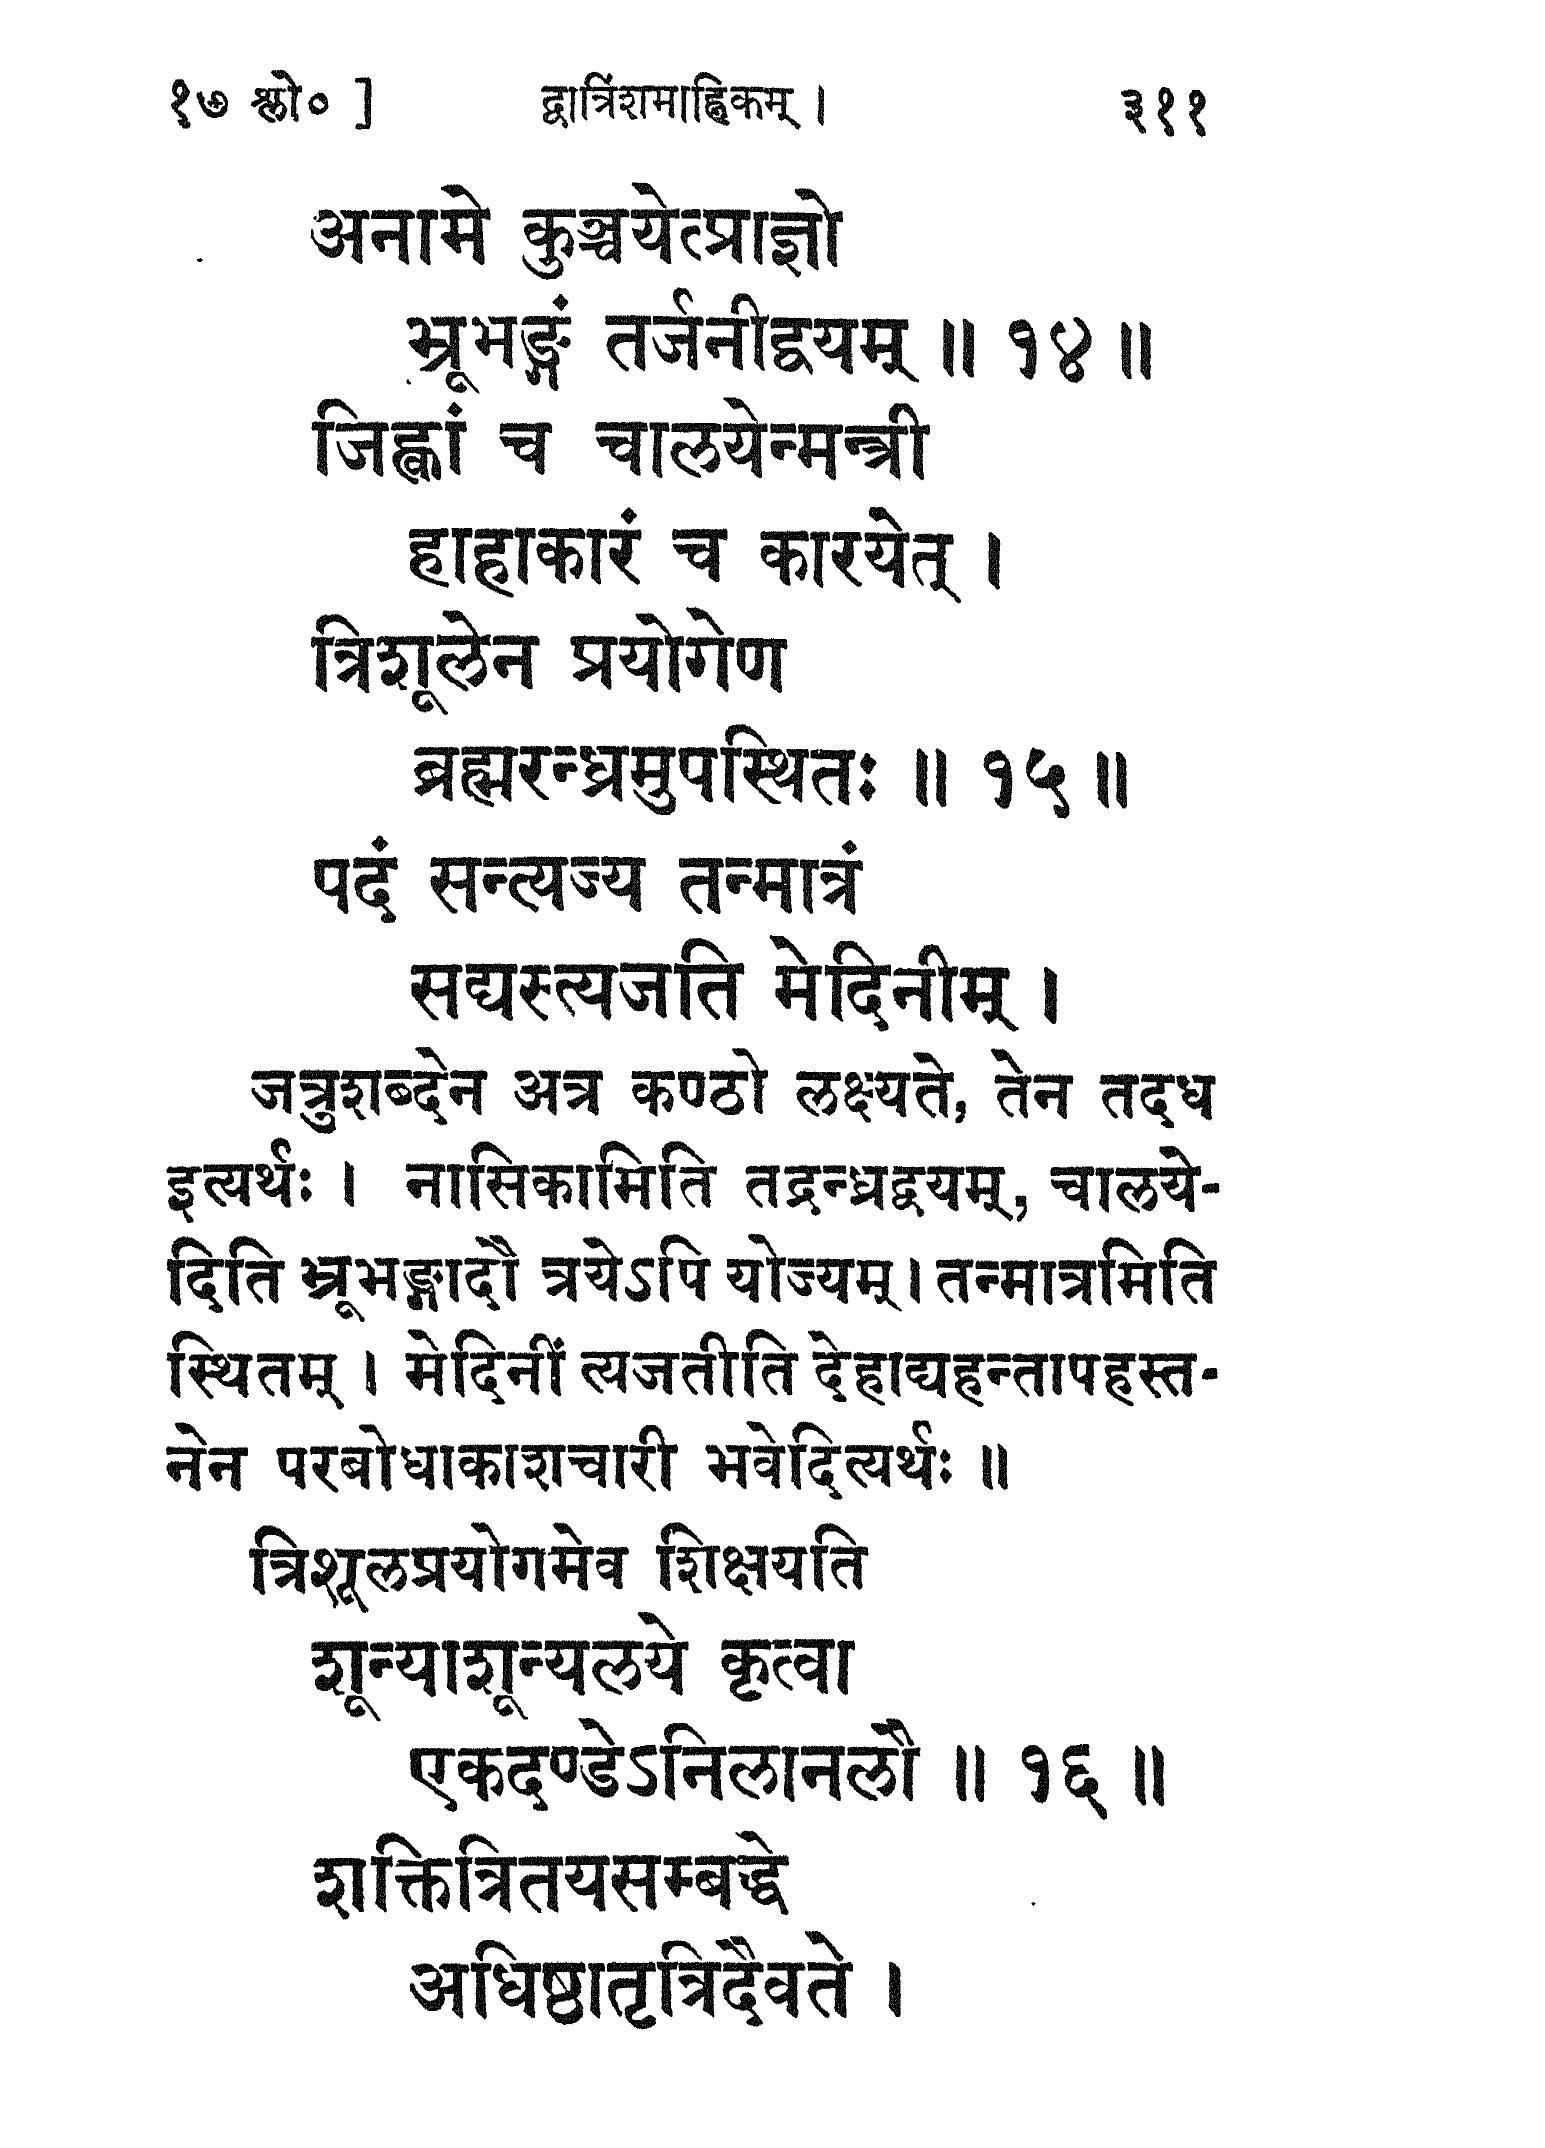 १७ श्लो० ] द्वात्रिंशमाह्निकम् । ३११
अनामे कुञ्चयेत्प्राज्ञो
भ्रूभङ्गं तर्जनीद्वयम् ॥ १४ ॥
जिह्वां च चालयेन्मन्त्री
हाहाकारं च कारयेत् ।
त्रिशूलेन प्रयोगेण
ब्रह्मरन्ध्रमुपस्थितः ॥ १५ ॥
पदं सन्त्यज्य तन्मात्रं
सद्यस्त्यजति मेदिनीम् ।
जत्रुशब्देन अत्र कण्ठो लक्ष्यते, तेन तदध
इत्यर्थः । नासिकामिति तद्रन्ध्रद्वयम्, चालये-
दिति भ्रूभङ्गादौ त्रयेऽपि योज्यम् । तन्मात्रमिति
स्थितम् । मेदिनीं त्यजतीति देहाद्यहन्तापहस्त-
नेन परबोधाकाशचारी भवेदित्यर्थः ॥
त्रिशूलप्रयोगमेव शिक्षयति
शून्याशून्यलये कृत्वा
एकदण्डेऽनिलानलौ ॥ १६ ॥
शक्तित्रितयसम्बद्धे
अधिष्ठातृत्रिदैवते ।